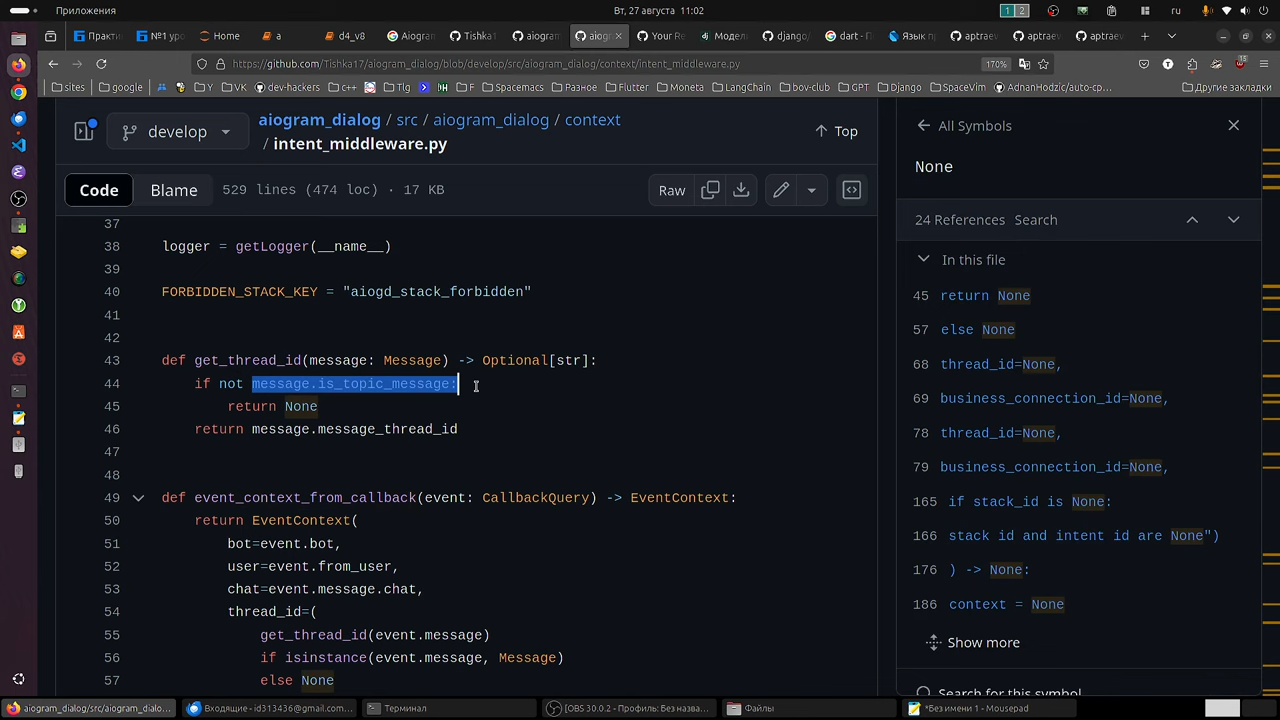 Приложения
Вт, 27 августа 11:02
1 2
ru
Практи
№1 уро
Home
a
d4_v8
Aiogran
Tishka1
aiogram
aiogr
Your Re
Модел
django/
dart - П
Язык п
aptraev
aptraev
aptraev
https://github.com/Tishka17/aiogram_dialog/blob/develop/src/aiogram_dialog/context/intent_middleware.py
170%
sites
google
Y
VK
dev-hackers
c++
Tlg
H
F
Spacemacs
Разное
Flutter
Moneta
LangChain
bov-club
GPT
Django
SpaceVim
AdnanHodzic/auto-cp...
Другие закладки
develop
aiogram_dialog / src / aiogram_dialog / context
/ intent_middleware.py
Top
Code
Blame
529 lines (474 loc) · 17 KB
Raw
37
38 logger = getLogger(__name__)
39
40 FORBIDDEN_STACK_KEY = "aiogd_stack_forbidden"
41
42
43 def get_thread_id(message: Message) -> Optional[str]:
44 if not message.is_topic_message:
45 return None
46 return message.message_thread_id
47
48
49 def event_context_from_callback(event: CallbackQuery) -> EventContext:
50 return EventContext(
51 bot=event.bot,
52 user=event.from_user,
53 chat=event.message.chat,
54 thread_id=(
55 get_thread_id(event.message)
56 if isinstance(event.message, Message)
57 else None
All Symbols
None
24 References Search
In this file
45 return None
57 else None
68 thread_id=None,
69 business_connection_id=None,
78 thread_id=None,
79 business_connection_id=None,
165 if stack_id is None:
166 stack id and intent id are None")
176 ) -> None:
186 context = None
Show more
Search for this symbol
aiogram_dialog/src/aiogram_dialo...
Входящие - id313436@gmail.com...
Терминал
[OBS 30.0.2 - Профиль: Без назва...
Файлы
*Без имени 1 - Mousepad